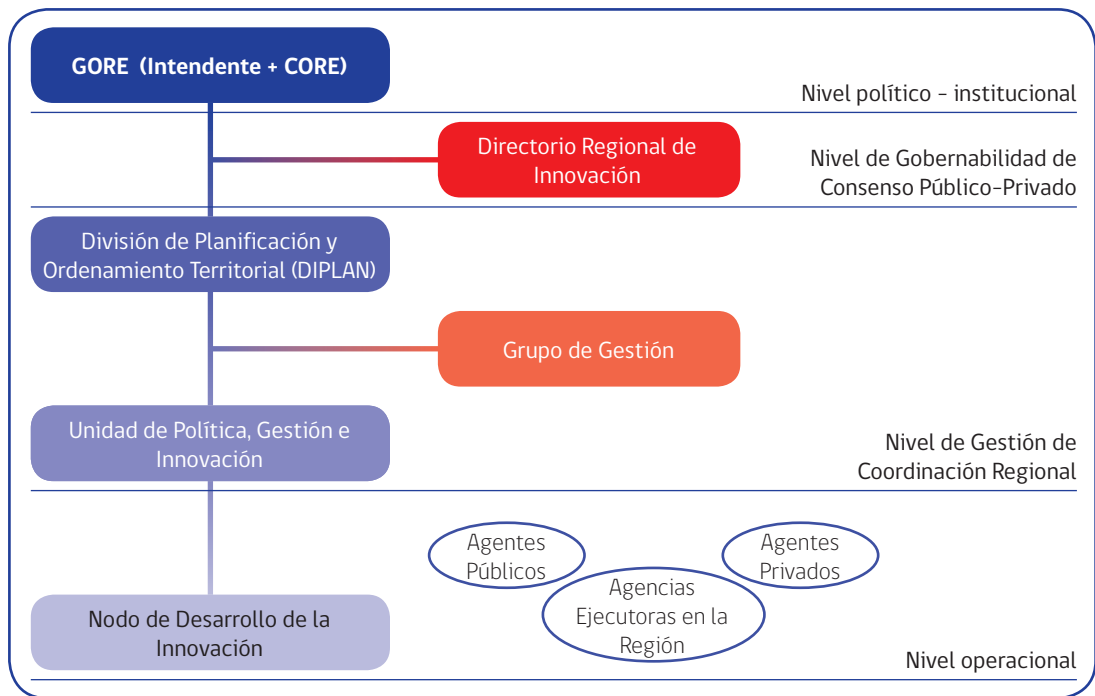 GORE (Intendente + CORE)
Nivel político - institucional
Directorio Regional de
Innovación
Nivel de Gobernabilidad de
Consenso Público-Privado
División de Planificación y
Ordenamiento Territorial (DIPLAN)
Grupo de Gestión
Unidad de Política, Gestión e
Innovación
Nivel de Gestión de
Coordinación Regional
Agentes
Públicos
Agencias
Ejecutoras en la
Región
Agentes
Privados
Nodo de Desarrollo de la
Innovación
Nivel operacional